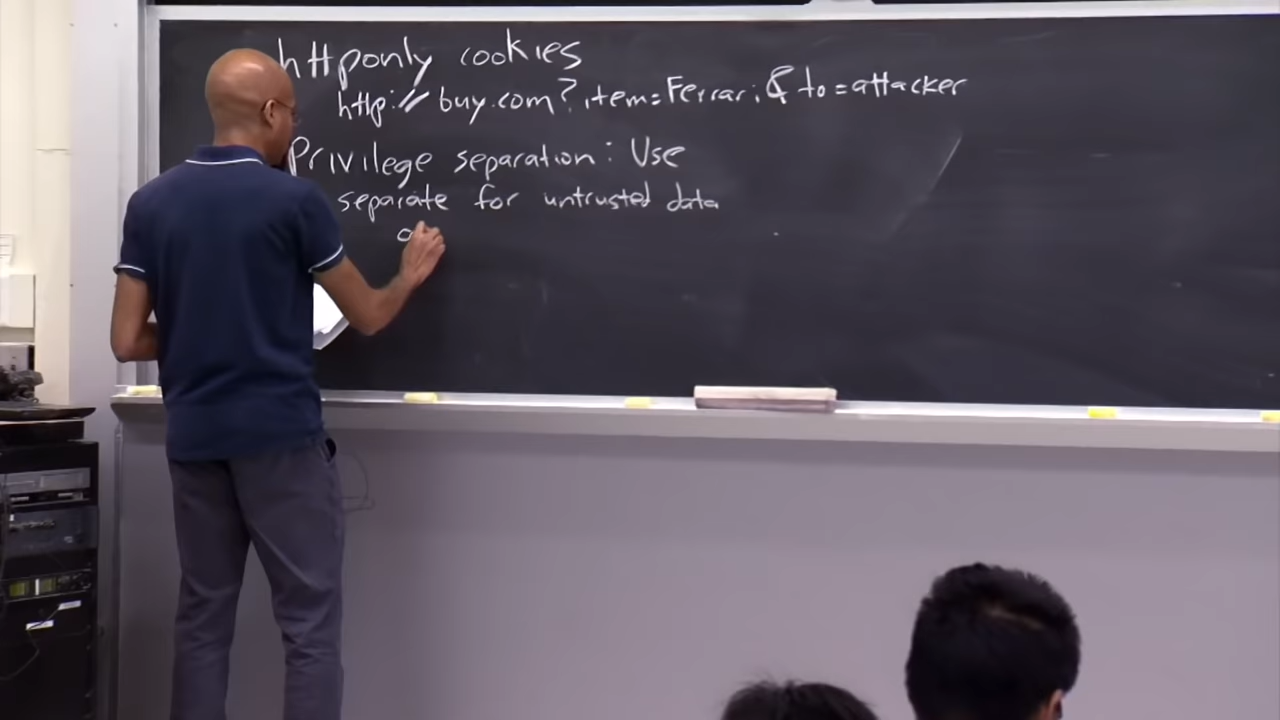 httponly cookies
http:// buy.com? item=Ferrari & to=attacker
Privilege separation: Use
separate for untrusted data